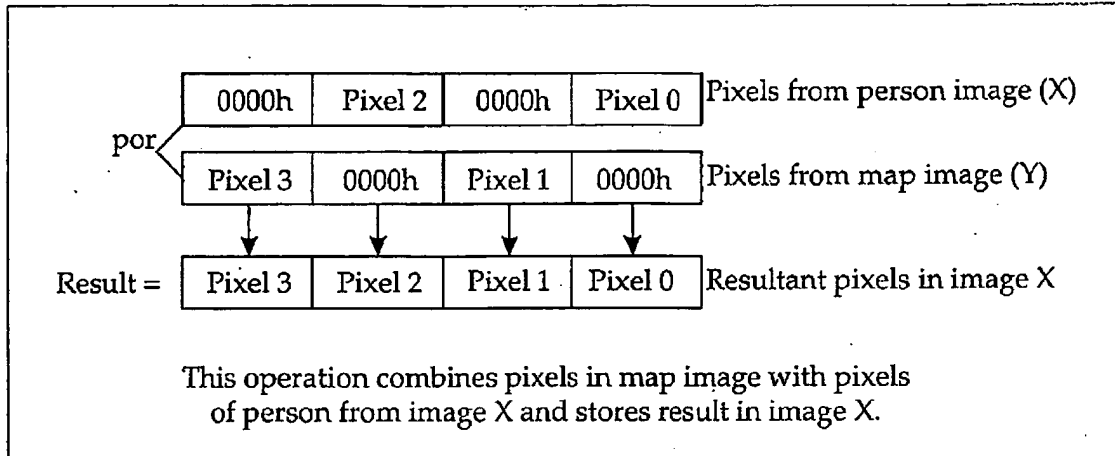 0000h Pixel 2 0000h Pixel 0 Pixels from person image (X)
por
Pixel 3 0000h Pixel 1 0000h Pixels from map image (Y)
Result = Pixel 3 Pixel 2 Pixel 1 Pixel 0 Resultant pixels in image X
This operation combines pixels in map image with pixels
of person from image X and stores result in image X.